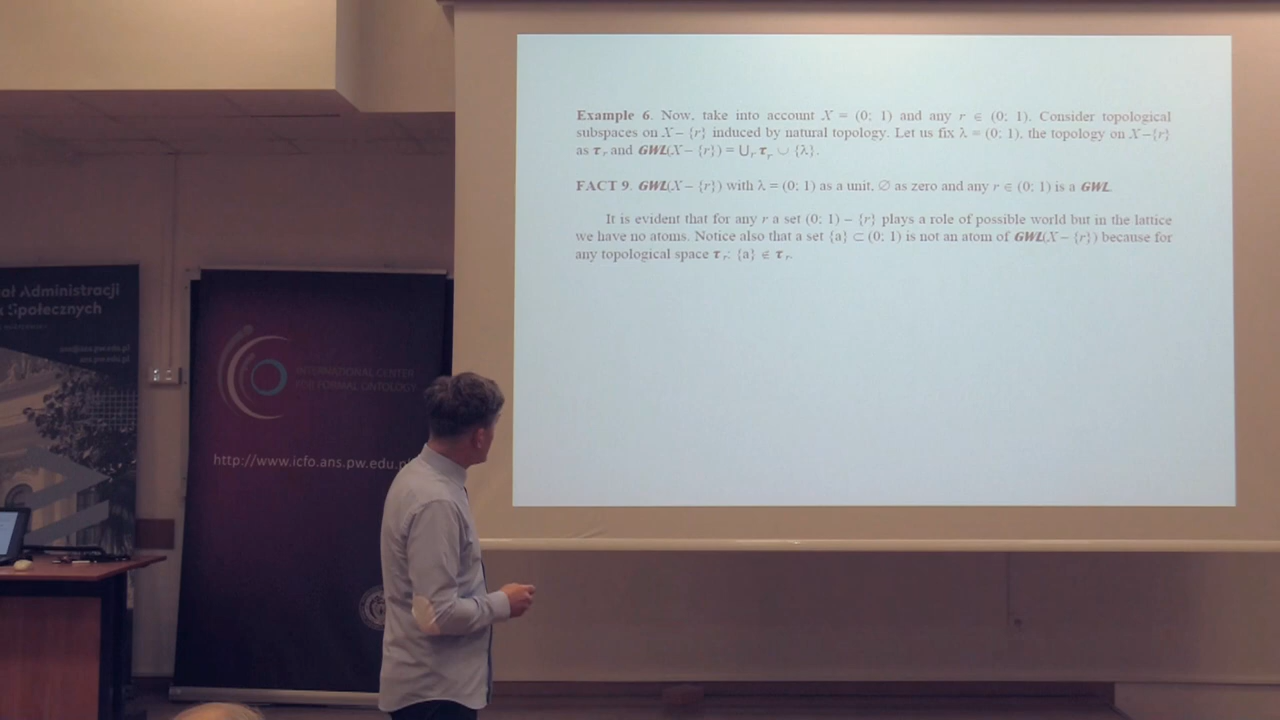 Example 6. Now, take into account X = (0; 1) and any r ∈ (0; 1). Consider topological
subspaces on X – {r} induced by natural topology. Let us fix λ = (0; 1), the topology on X–{r}
as τr and GWL(X – {r}) = ⋃r τr ∪ {λ}.
FACT 9. GWL(X – {r}) with λ = (0; 1) as a unit, ∅ as zero and any r ∈ (0; 1) is a GWL.
It is evident that for any r a set (0; 1) – {r} plays a role of possible world but in the lattice
we have no atoms. Notice also that a set {a} ⊂ (0; 1) is not an atom of GWL(X – {r}) because for
any topological space τr: {a} ∉ τr.
ał Administracji
k Społecznych
ans.pw.edu.pl
INTERNATIONAL CENTER
FOR FORMAL ONTOLOGY
http://www.icfo.ans.pw.edu.p